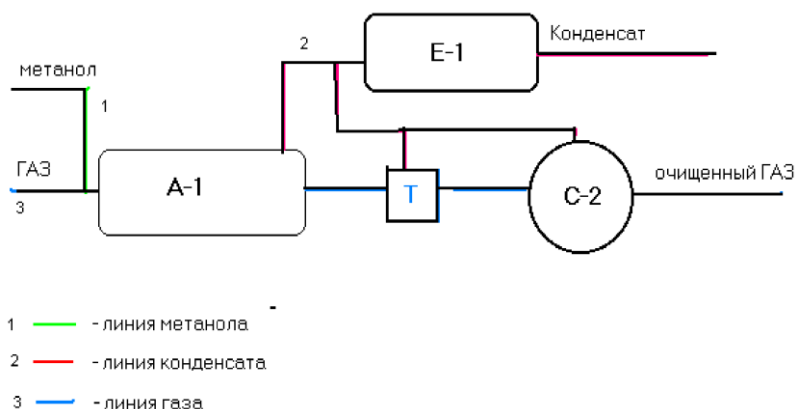 Конденсат
2
Е-1
метанол
1
ГАЗ
3
А-1
Т
С-2
очищенный ГАЗ
1 - линия метанола
2 - линия конденсата
3 - линия газа